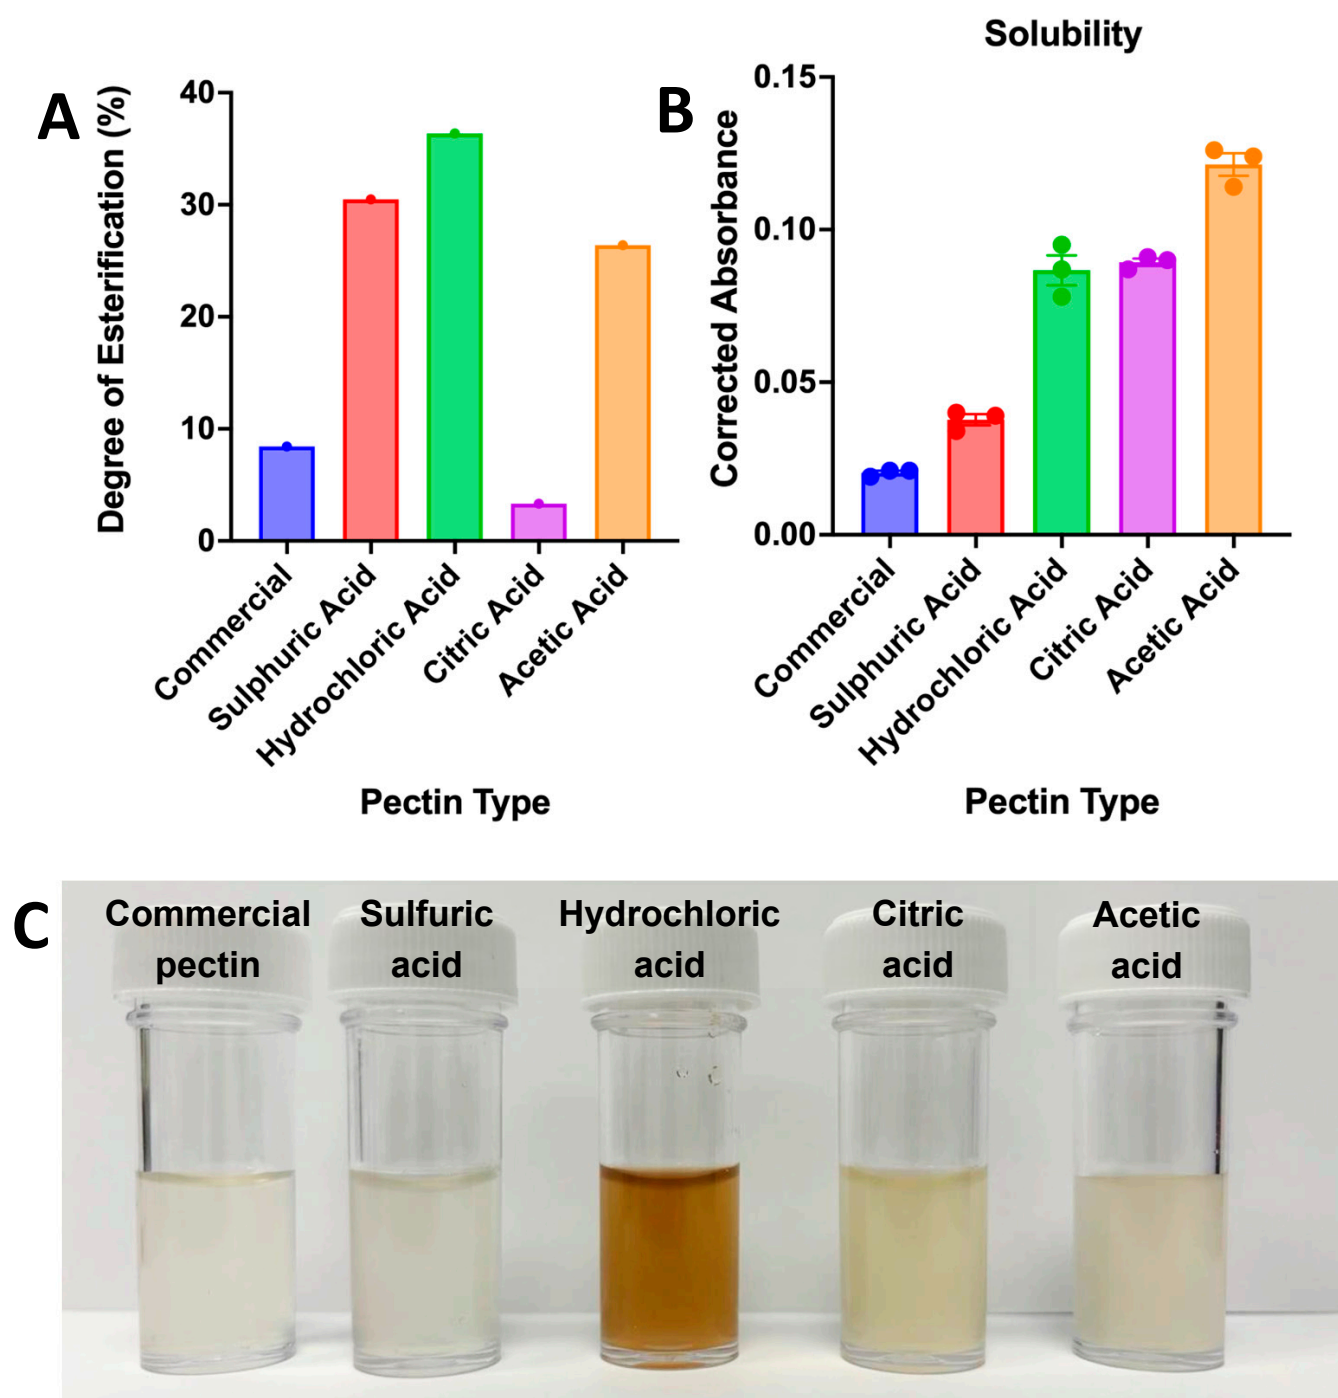 A
Degree of Esterification (%)
40
30
20
10
0
Commercial
Sulphuric Acid
Hydrochloric Acid
Citric Acid
Acetic Acid
Pectin Type
B
Solubility
Corrected Absorbance
0.15
0.10
0.05
0.00
Commercial
Sulphuric Acid
Hydrochloric Acid
Citric Acid
Acetic Acid
Pectin Type
C
Commercial
pectin
Sulfuric
acid
Hydrochloric
acid
Citric
acid
Acetic
acid